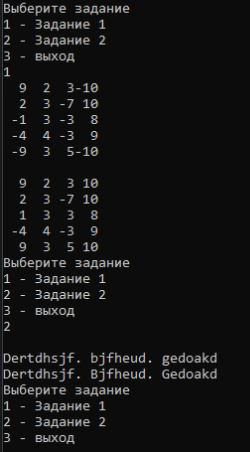 Выберите задание
1 - Задание 1
2 - Задание 2
3 - выход
1
9 2 3-10
2 3 -7 10
-1 3 -3 8
-4 4 -3 9
-9 3 5-10
9 2 3 10
2 3 -7 10
1 3 3 8
-4 4 -3 9
9 3 5 10
Выберите задание
1 - Задание 1
2 - Задание 2
3 - выход
2
Dertdhsjf. bjfheud. gedoakd
Dertdhsjf. Bjfheud. Gedoakd
Выберите задание
1 - Задание 1
2 - Задание 2
3 - выход